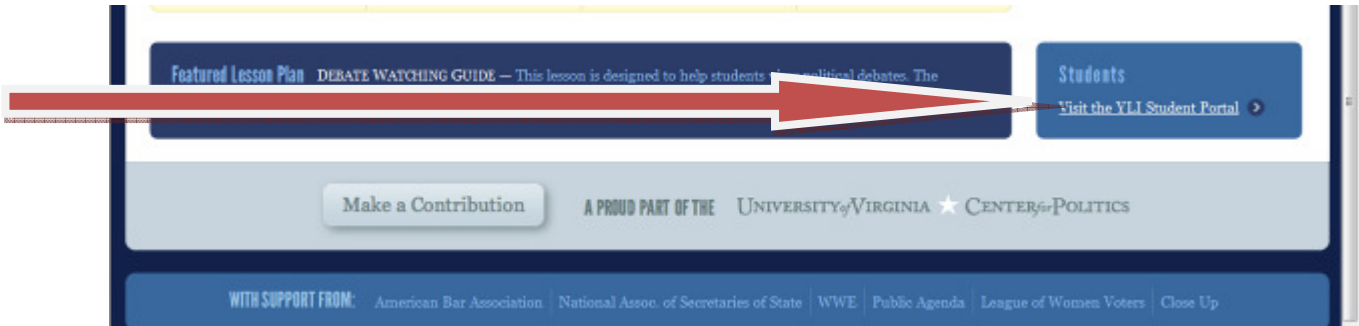 Featured Lesson Plan DEBATE WATCHING GUIDE — This lesson is designed to help students view political debates. The
Students
Visit the YLI Student Portal
Make a Contribution
A PROUD PART OF THE UNIVERSITY of VIRGINIA CENTER for POLITICS
WITH SUPPORT FROM: American Bar Association National Assoc. of Secretaries of State WWE Public Agenda League of Women Voters Close Up